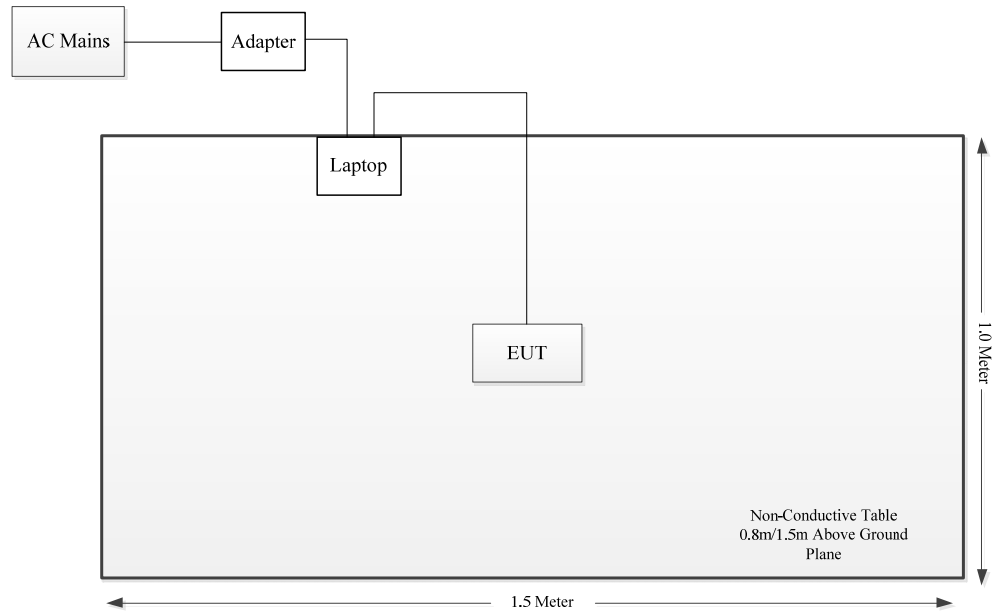 AC Mains
Adapter
Laptop
EUT
1.0 Meter
Non-Conductive Table
0.8m/1.5m Above Ground
Plane
1.5 Meter